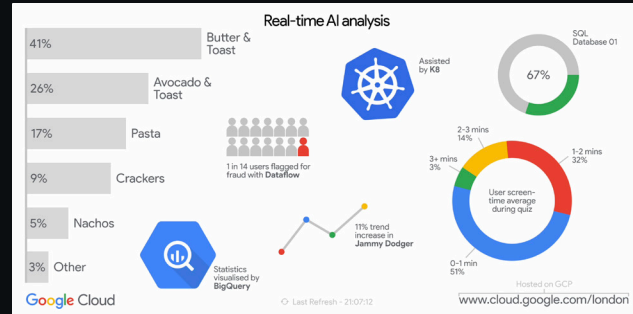 Real-time AI analysis
41%
Butter &
Toast
26%
Avocado &
Toast
17%
Pasta
9%
Crackers
5%
Nachos
3%
Other
Google Cloud
1 in 14 users flagged for
fraud with Dataflow
Statistics
visualised by
BigQuery
Assisted
by K8
11% trend
increase in
Jammy Dodger
Last Refresh - 21:07:12
SQL
Database 01
67%
2-3 mins
14%
3+ mins
3%
1-2 mins
32%
User screen-
time average
during quiz
0-1 min
51%
Hosted on GCP
www.cloud.google.com/london